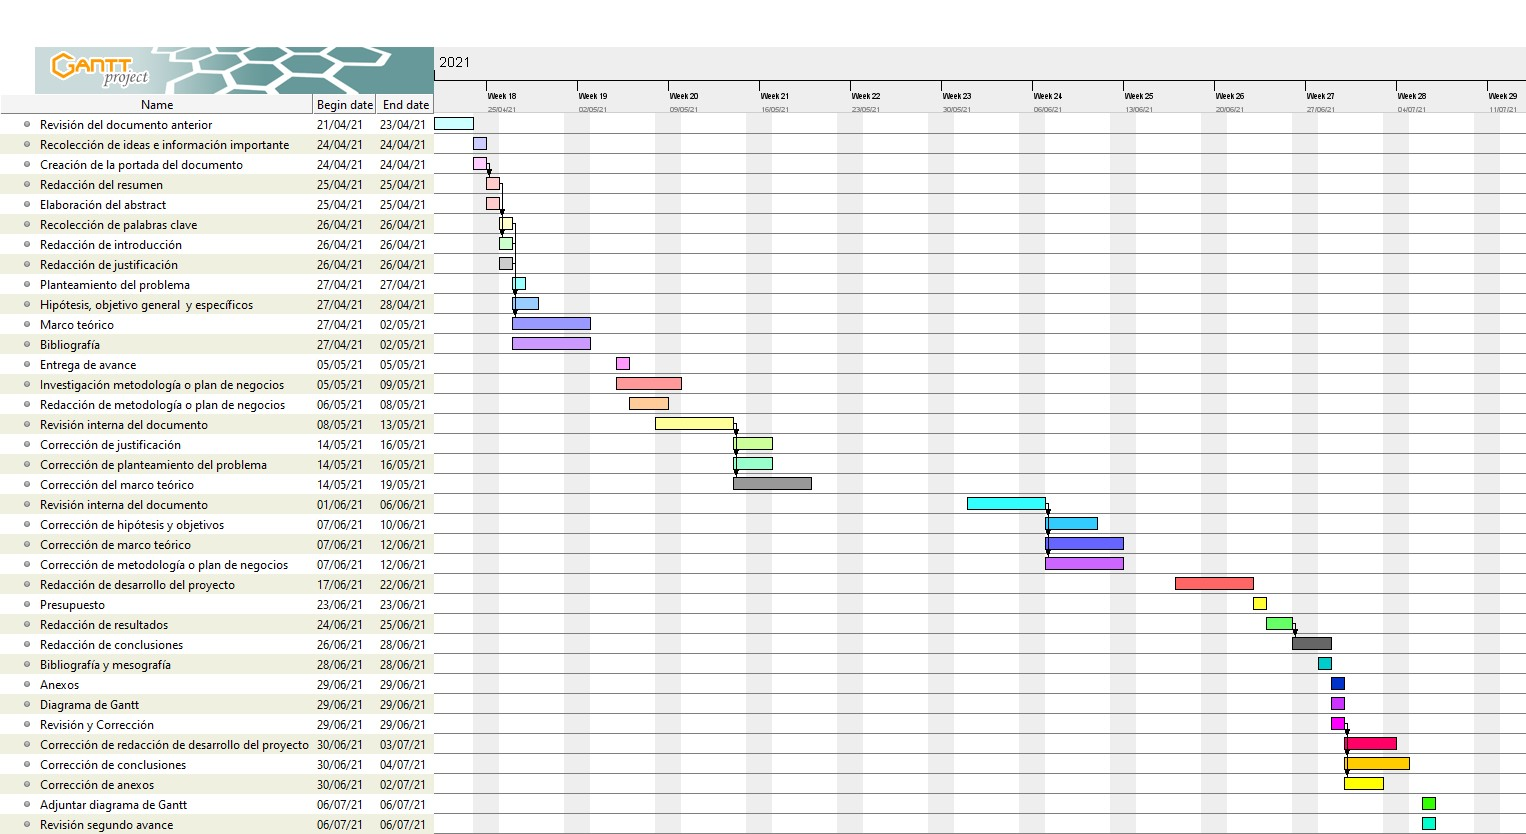 GANTT
project
2021
Week 18 Week 19 Week 20 Week 21 Week 22 Week 23 Week 24 Week 25 Week 26 Week 27 Week 28 Week 29
Name Begin date End date 25/04/21 02/05/21 09/05/21 16/05/21 23/05/21 30/05/21 06/06/21 13/06/21 20/06/21 27/06/21 04/07/21 11/07/21
Revisión del documento anterior 21/04/21 23/04/21
Recolección de ideas e información importante 24/04/21 24/04/21
Creación de la portada del documento 24/04/21 24/04/21
Redacción del resumen 25/04/21 25/04/21
Elaboración del abstract 25/04/21 25/04/21
Recolección de palabras clave 26/04/21 26/04/21
Redacción de introducción 26/04/21 26/04/21
Redacción de justificación 26/04/21 26/04/21
Planteamiento del problema 27/04/21 27/04/21
Hipótesis, objetivo general y específicos 27/04/21 28/04/21
Marco teórico 27/04/21 02/05/21
Bibliografía 27/04/21 02/05/21
Entrega de avance 05/05/21 05/05/21
Investigación metodología o plan de negocios 05/05/21 09/05/21
Redacción de metodología o plan de negocios 06/05/21 08/05/21
Revisión interna del documento 08/05/21 13/05/21
Corrección de justificación 14/05/21 16/05/21
Corrección de planteamiento del problema 14/05/21 16/05/21
Corrección del marco teórico 14/05/21 19/05/21
Revisión interna del documento 01/06/21 06/06/21
Corrección de hipótesis y objetivos 07/06/21 10/06/21
Corrección de marco teórico 07/06/21 12/06/21
Corrección de metodología o plan de negocios 07/06/21 12/06/21
Redacción de desarrollo del proyecto 17/06/21 22/06/21
Presupuesto 23/06/21 23/06/21
Redacción de resultados 24/06/21 25/06/21
Redacción de conclusiones 26/06/21 28/06/21
Bibliografía y mesografía 28/06/21 28/06/21
Anexos 29/06/21 29/06/21
Diagrama de Gantt 29/06/21 29/06/21
Revisión y Corrección 29/06/21 29/06/21
Corrección de redacción de desarrollo del proyecto 30/06/21 03/07/21
Corrección de conclusiones 30/06/21 04/07/21
Corrección de anexos 30/06/21 02/07/21
Adjuntar diagrama de Gantt 06/07/21 06/07/21
Revisión segundo avance 06/07/21 06/07/21